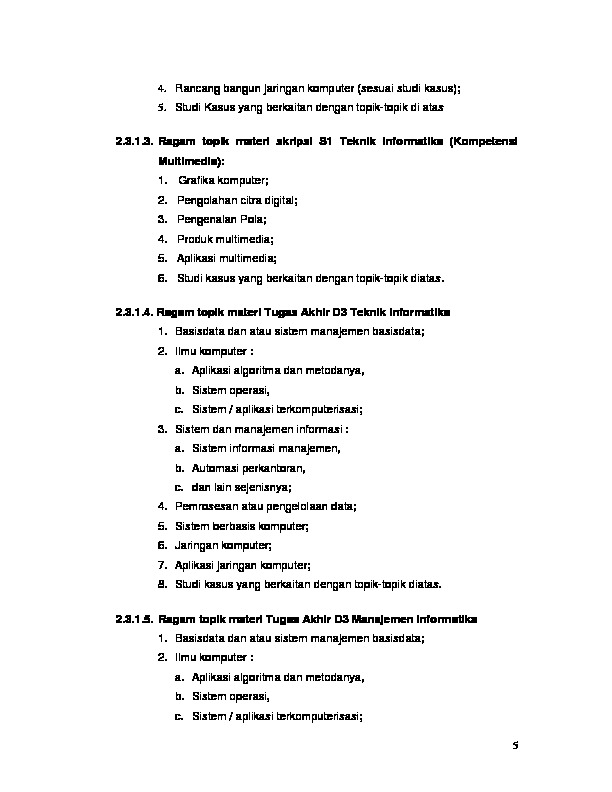 4. Rancang bangun jaringan komputer (sesuai studi kasus);
5. Studi Kasus yang berkaitan dengan topik-topik di atas
2.3.1.3. Ragam topik materi skripsi S1 Teknik Informatika (Kompetensi
Multimedia):
1. Grafika komputer;
2. Pengolahan citra digital;
3. Pengenalan Pola;
4. Produk multimedia;
5. Aplikasi multimedia;
6. Studi kasus yang berkaitan dengan topik-topik diatas.
2.3.1.4. Ragam topik materi Tugas Akhir D3 Teknik Informatika
1. Basisdata dan atau sistem manajemen basisdata;
2. Ilmu komputer :
a. Aplikasi algoritma dan metodanya,
b. Sistem operasi,
c. Sistem / aplikasi terkomputerisasi;
3. Sistem dan manajemen informasi :
a. Sistem informasi manajemen,
b. Automasi perkantoran,
c. dan lain sejenisnya;
4. Pemrosesan atau pengelolaan data;
5. Sistem berbasis komputer;
6. Jaringan komputer;
7. Aplikasi jaringan komputer;
8. Studi kasus yang berkaitan dengan topik-topik diatas.
2.3.1.5. Ragam topik materi Tugas Akhir D3 Manajemen Informatika
1. Basisdata dan atau sistem manajemen basisdata;
2. Ilmu komputer :
a. Aplikasi algoritma dan metodanya,
b. Sistem operasi,
c. Sistem / aplikasi terkomputerisasi;
5